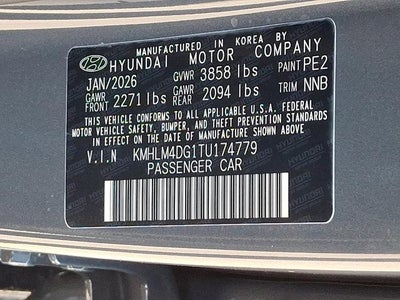 MANUFACTURED IN KOREA BY
HYUNDAI MOTOR COMPANY
JAN/2026 GVWR 3858 lbs PAINT PE2
GAWR FRONT 2271 lbs GAWR REAR 2094 lbs TRIM NNB
THIS VEHICLE CONFORMS TO ALL APPLICABLE U.S.A FEDERAL
MOTOR VEHICLE SAFETY, BUMPER, AND THEFT PREVENTION STANDARDS
IN EFFECT ON THE DATE OF MANUFACTURE SHOWN ABOVE.
V.I.N KMHLM4DG1TU174779
PASSENGER CAR